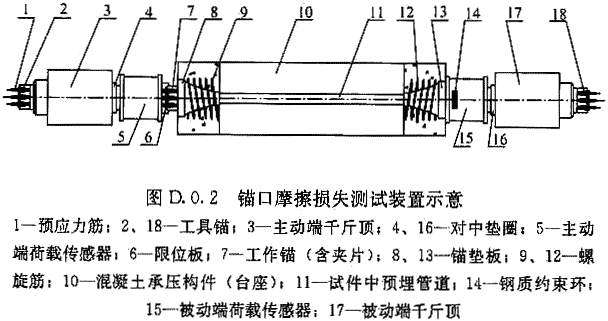 1 2 3 4 7 8 9 10 11 12 13 14 17 18
5 6 15 16
图 D.0.2 锚口摩擦损失测试装置示意
1—预应力筋；2、18—工具锚；3—主动端千斤顶；4、16—对中垫圈；5—主动
端荷载传感器；6—限位板；7—工作锚（含夹片）；8、13—锚垫板；9、12—螺
旋筋；10—混凝土承压构件（台座）；11—试件中预埋管道；14—钢质约束环；
15—被动端荷载传感器；17—被动端千斤顶